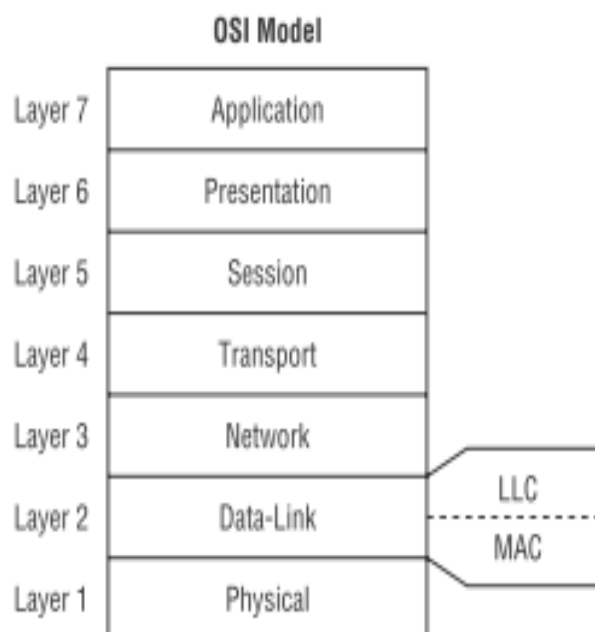 OSI Model
Layer 7 Application
Layer 6 Presentation
Layer 5 Session
Layer 4 Transport
Layer 3 Network
LLC
Layer 2 Data-Link
MAC
Layer 1 Physical